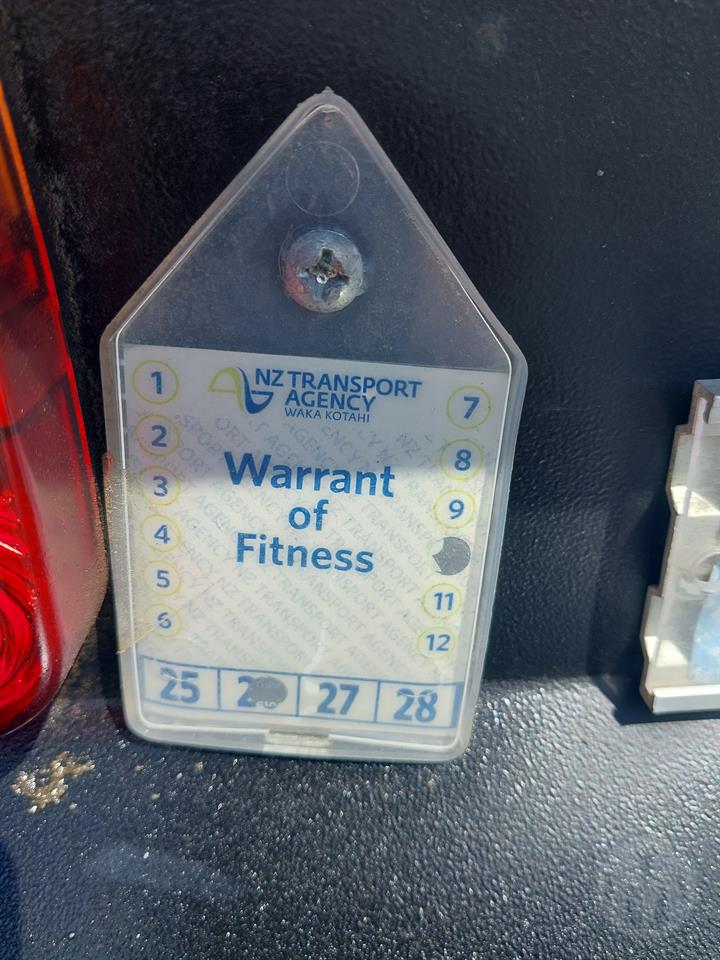 NZ TRANSPORT
AGENCY
WAKA KOTAHI
1
2
3
4
5
6
Warrant
of
Fitness
7
8
9
11
12
25 2 27 28